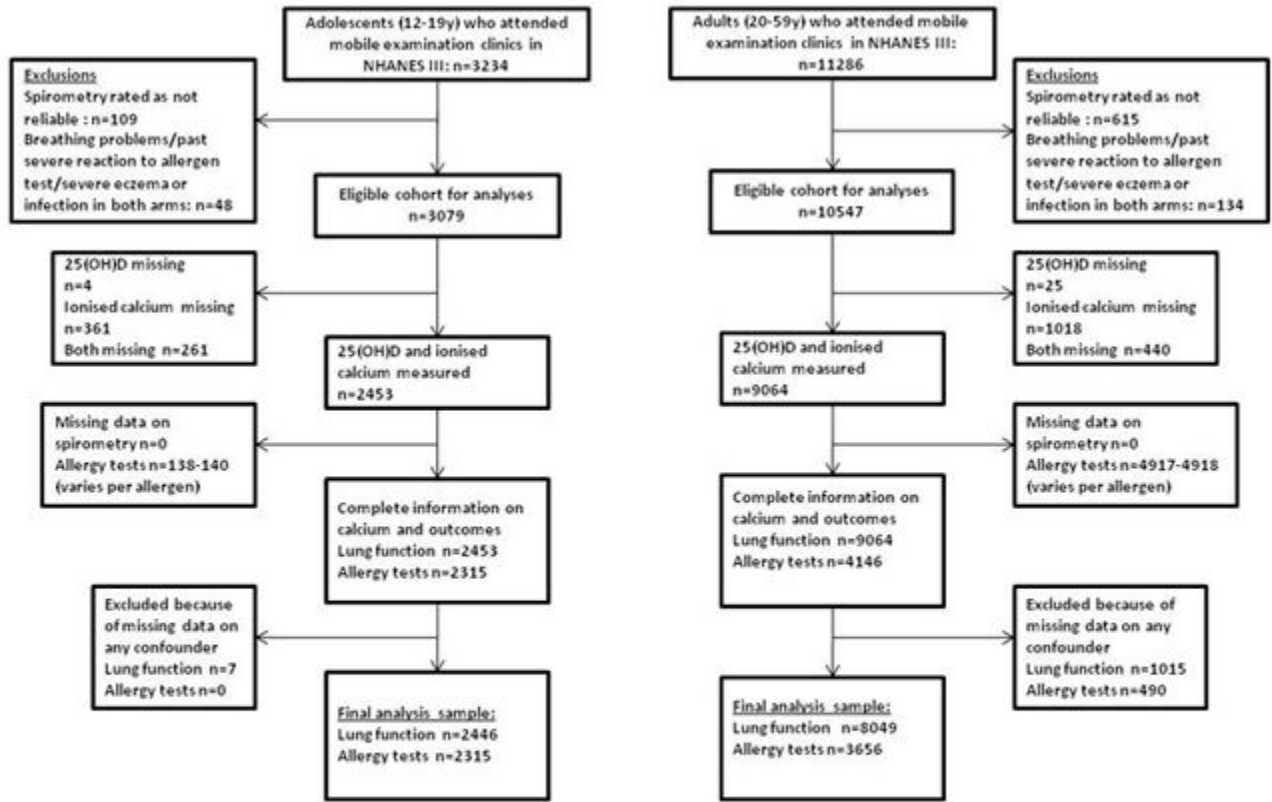 Adolescents (12-19y) who attended
mobile examination clinics in
NHANES III: n=3234
Exclusions
Spirometry rated as not
reliable : n=109
Breathing problems/past
severe reaction to allergen
test/severe eczema or
infection in both arms: n=48
Eligible cohort for analyses
n=3079
25(OH)D missing
n=4
Ionised calcium missing
n=361
Both missing n=261
25(OH)D and ionised
calcium measured
n=2453
Missing data on
spirometry n=0
Allergy tests n=138-140
(varies per allergen)
Complete information on
calcium and outcomes
Lung function n=2453
Allergy tests n=2315
Excluded because
of missing data on
any confounder
Lung function n=7
Allergy tests n=0
Final analysis sample:
Lung function n=2446
Allergy tests n=2315
Adults (20-59y) who attended mobile
examination clinics in NHANES III:
n=11286
Exclusions
Spirometry rated as not
reliable : n=615
Breathing problems/past
severe reaction to allergen
test/severe eczema or
infection in both arms: n=134
Eligible cohort for analyses
n=10547
25(OH)D missing
n=25
Ionised calcium missing
n=1018
Both missing n=440
25(OH)D and ionised
calcium measured
n=9064
Missing data on
spirometry n=0
Allergy tests n=4917-4918
(varies per allergen)
Complete information on
calcium and outcomes
Lung function n=9064
Allergy tests n=4146
Excluded because of
missing data on any
confounder
Lung function n=1015
Allergy tests n=490
Final analysis sample:
Lung function n=8049
Allergy tests n=3656